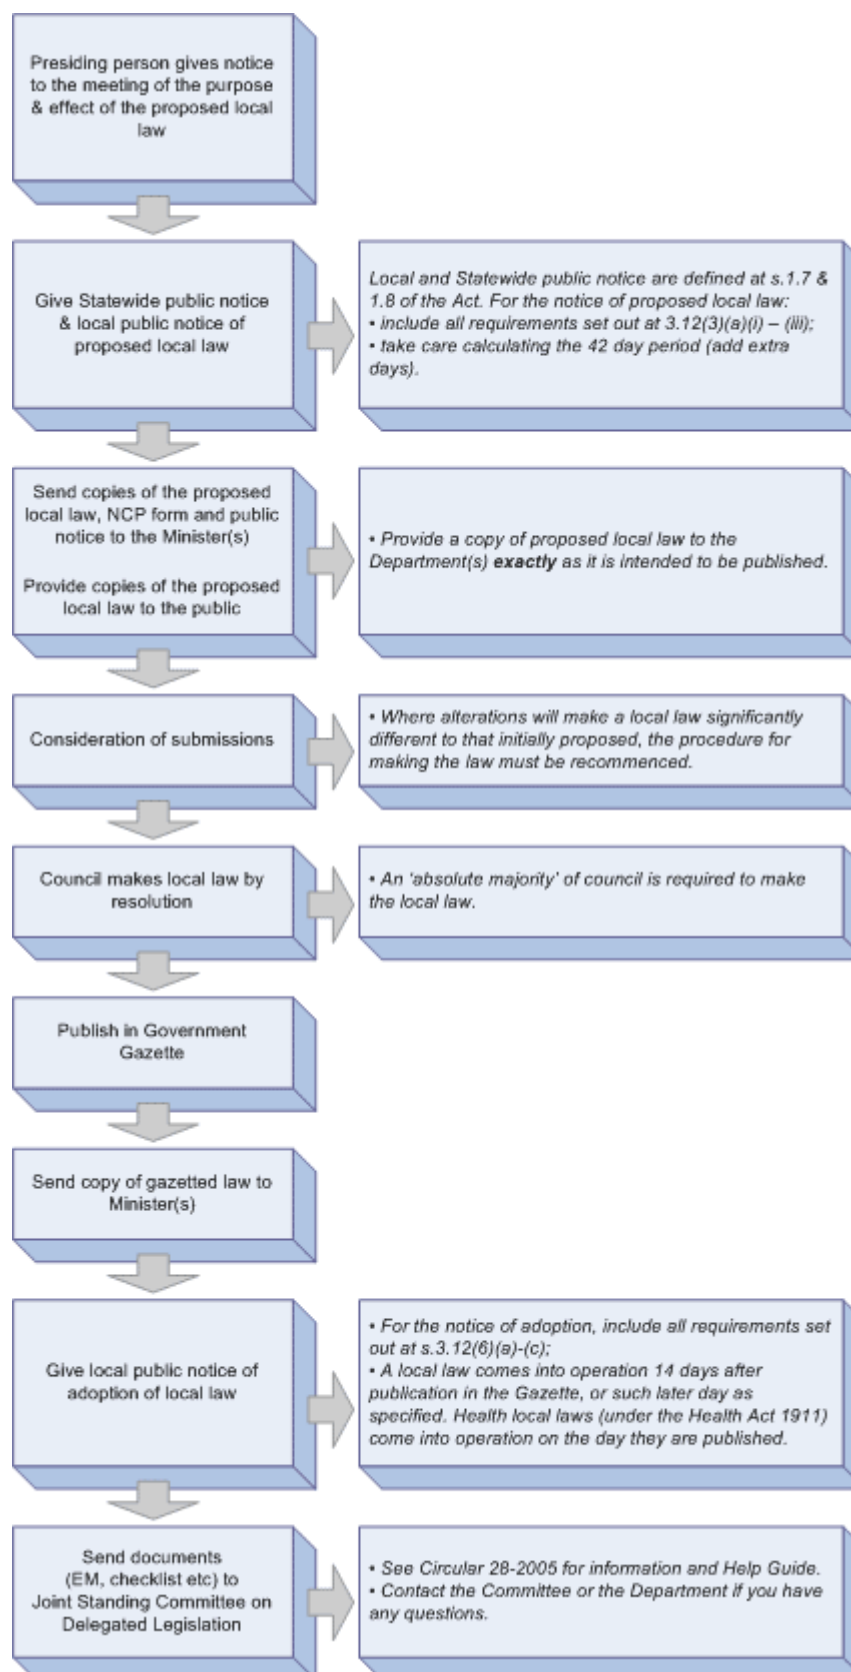 Presiding person gives notice
to the meeting of the purpose
& effect of the proposed local
law
Give Statewide public notice
& local public notice of
proposed local law
Local and Statewide public notice are defined at s.1.7 &
1.8 of the Act. For the notice of proposed local law:
• include all requirements set out at 3.12(3)(a)(i) – (iii);
• take care calculating the 42 day period (add extra
days).
Send copies of the proposed
local law, NCP form and public
notice to the Minister(s)
Provide copies of the proposed
local law to the public
• Provide a copy of proposed local law to the
Department(s) exactly as it is intended to be published.
Consideration of submissions
• Where alterations will make a local law significantly
different to that initially proposed, the procedure for
making the law must be recommenced.
Council makes local law by
resolution
• An ‘absolute majority’ of council is required to make
the local law.
Publish in Government
Gazette
Send copy of gazetted law to
Minister(s)
Give local public notice of
adoption of local law
• For the notice of adoption, include all requirements set
out at s.3.12(6)(a)-(c);
• A local law comes into operation 14 days after
publication in the Gazette, or such later day as
specified. Health local laws (under the Health Act 1911)
come into operation on the day they are published.
Send documents
(EM, checklist etc) to
Joint Standing Committee on
Delegated Legislation
• See Circular 28-2005 for information and Help Guide.
• Contact the Committee or the Department if you have
any questions.